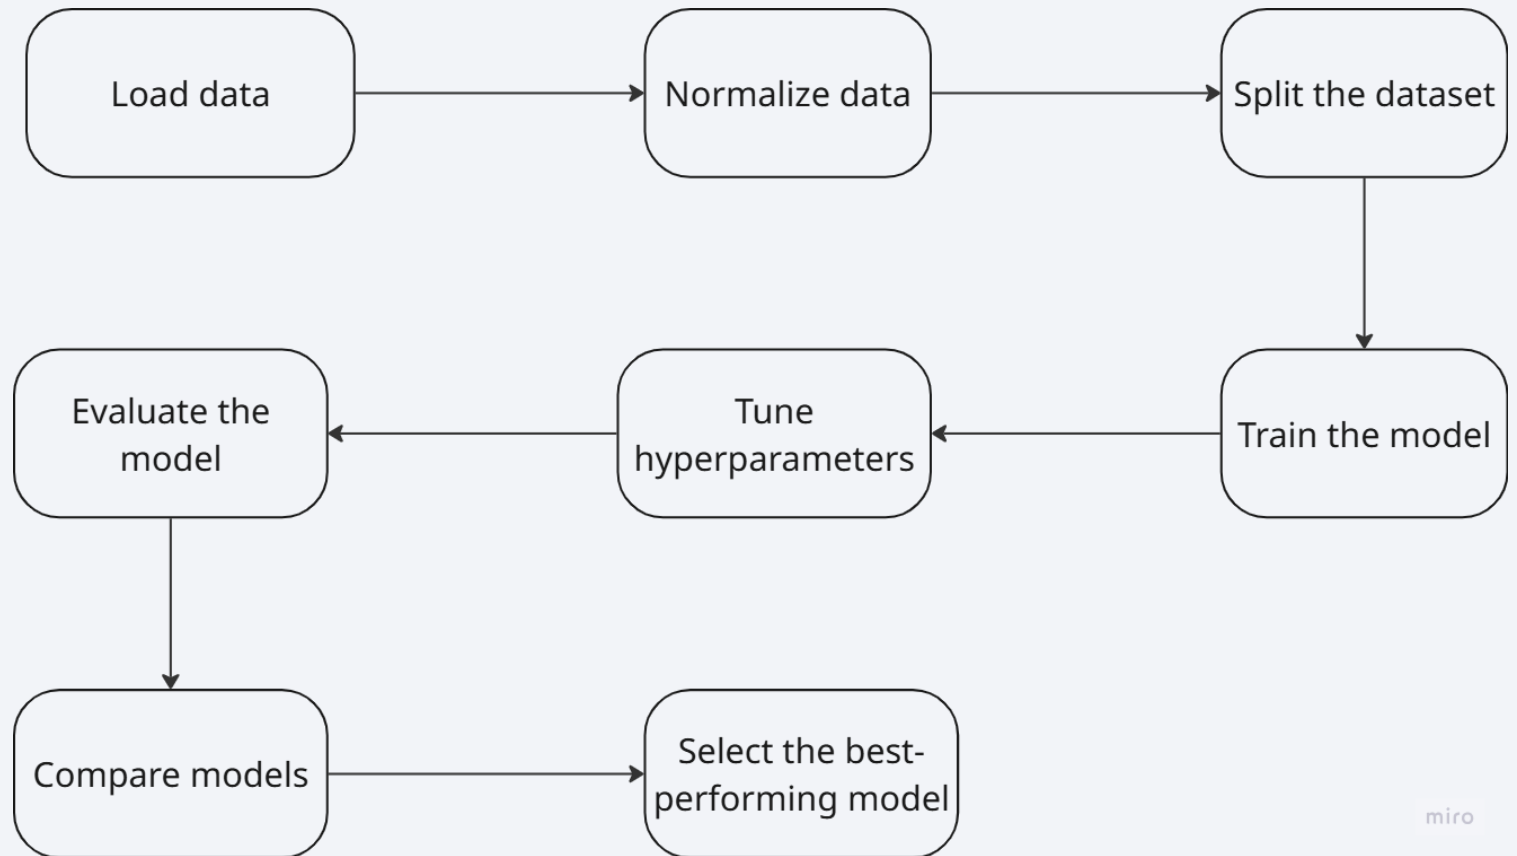 Load data
Normalize data
Split the dataset
Train the model
Tune
hyperparameters
Evaluate the
model
Compare models
Select the best-
performing model
miro